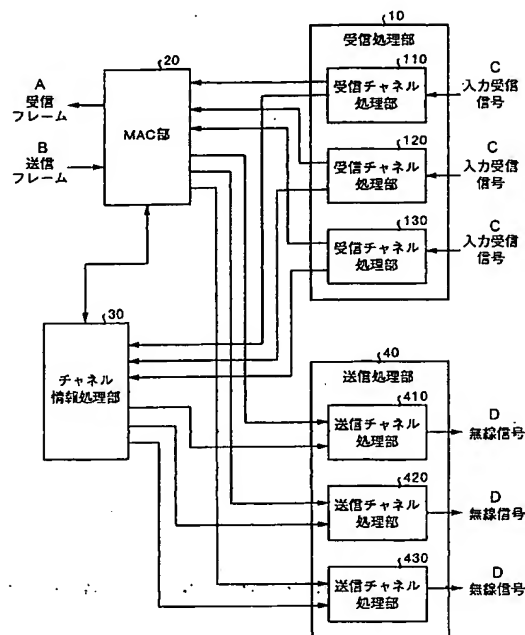 10
受信処理部
20
MAC部
A
受信
フレーム
B
送信
フレーム
110
受信チャネル
処理部
C
入力受信
信号
120
受信チャネル
処理部
C
入力受信
信号
130
受信チャネル
処理部
C
入力受信
信号
30
チャネル
情報処理部
40
送信処理部
410
送信チャネル
処理部
D
無線信号
420
送信チャネル
処理部
D
無線信号
430
送信チャネル
処理部
D
無線信号